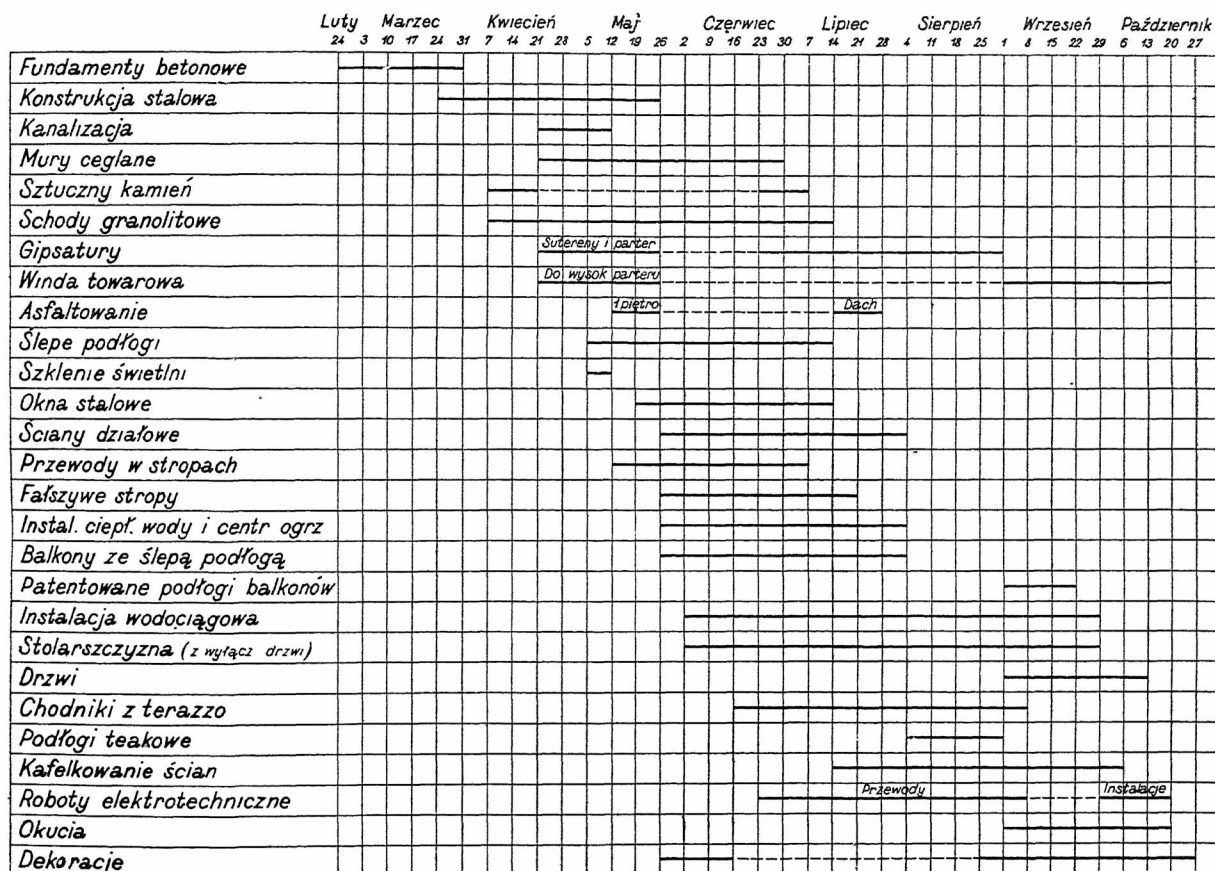 Luty Marzec Kwiecień Maj Czerwiec Lipiec Sierpień Wrzesień Październik
24 3 10 17 24 31 7 14 21 28 5 12 19 26 2 9 16 23 30 7 14 21 28 4 11 18 25 1 8 15 22 29 6 13 20 27
Fundamenty betonowe
Konstrukcja stalowa
Kanalizacja
Mury ceglane
Sztuczny kamień
Schody granolitowe
Gipsatury Sutereny i parter
Winda towarowa Do wysok parteru
Asfaltowanie 1 piętro Dach
Ślepe podłogi
Szklenie świetlni
Okna stalowe
Ściany działowe
Przewody w stropach
Fałszywe stropy
Instal. ciepł. wody i centr ogrz
Balkony ze ślepą podłogą
Patentowane podłogi balkonów
Instalacja wodociągowa
Stolarszczyzna (z wyłącz drzwi)
Drzwi
Chodniki z terazzo
Podłogi teakowe
Kafelkowanie ścian
Roboty elektrotechniczne Przewody Instalacje
Okucia
Dekoracje